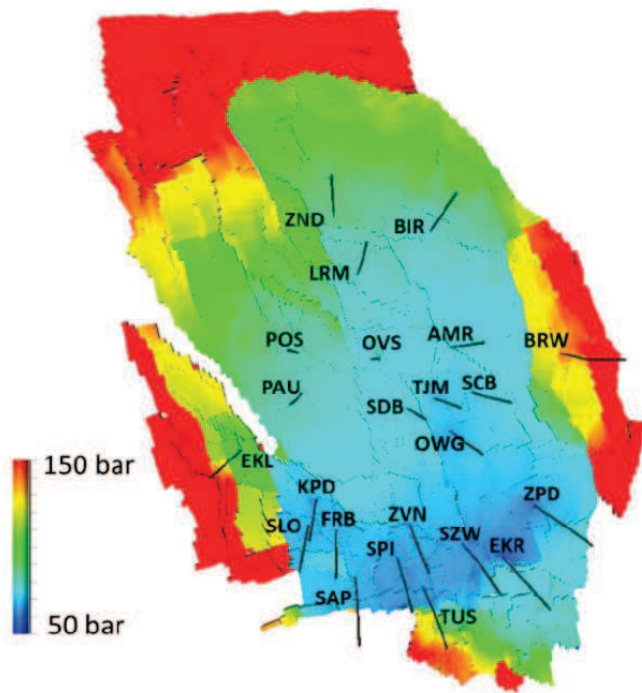 ZND
BIR
LRM
POS
OVS
AMR
BRW
PAU
TJM
SCB
SDB
OWG
EKL
150 bar
KPD
ZPD
SLO
FRB
ZVN
SZW
SPI
EKR
SAP
TUS
50 bar